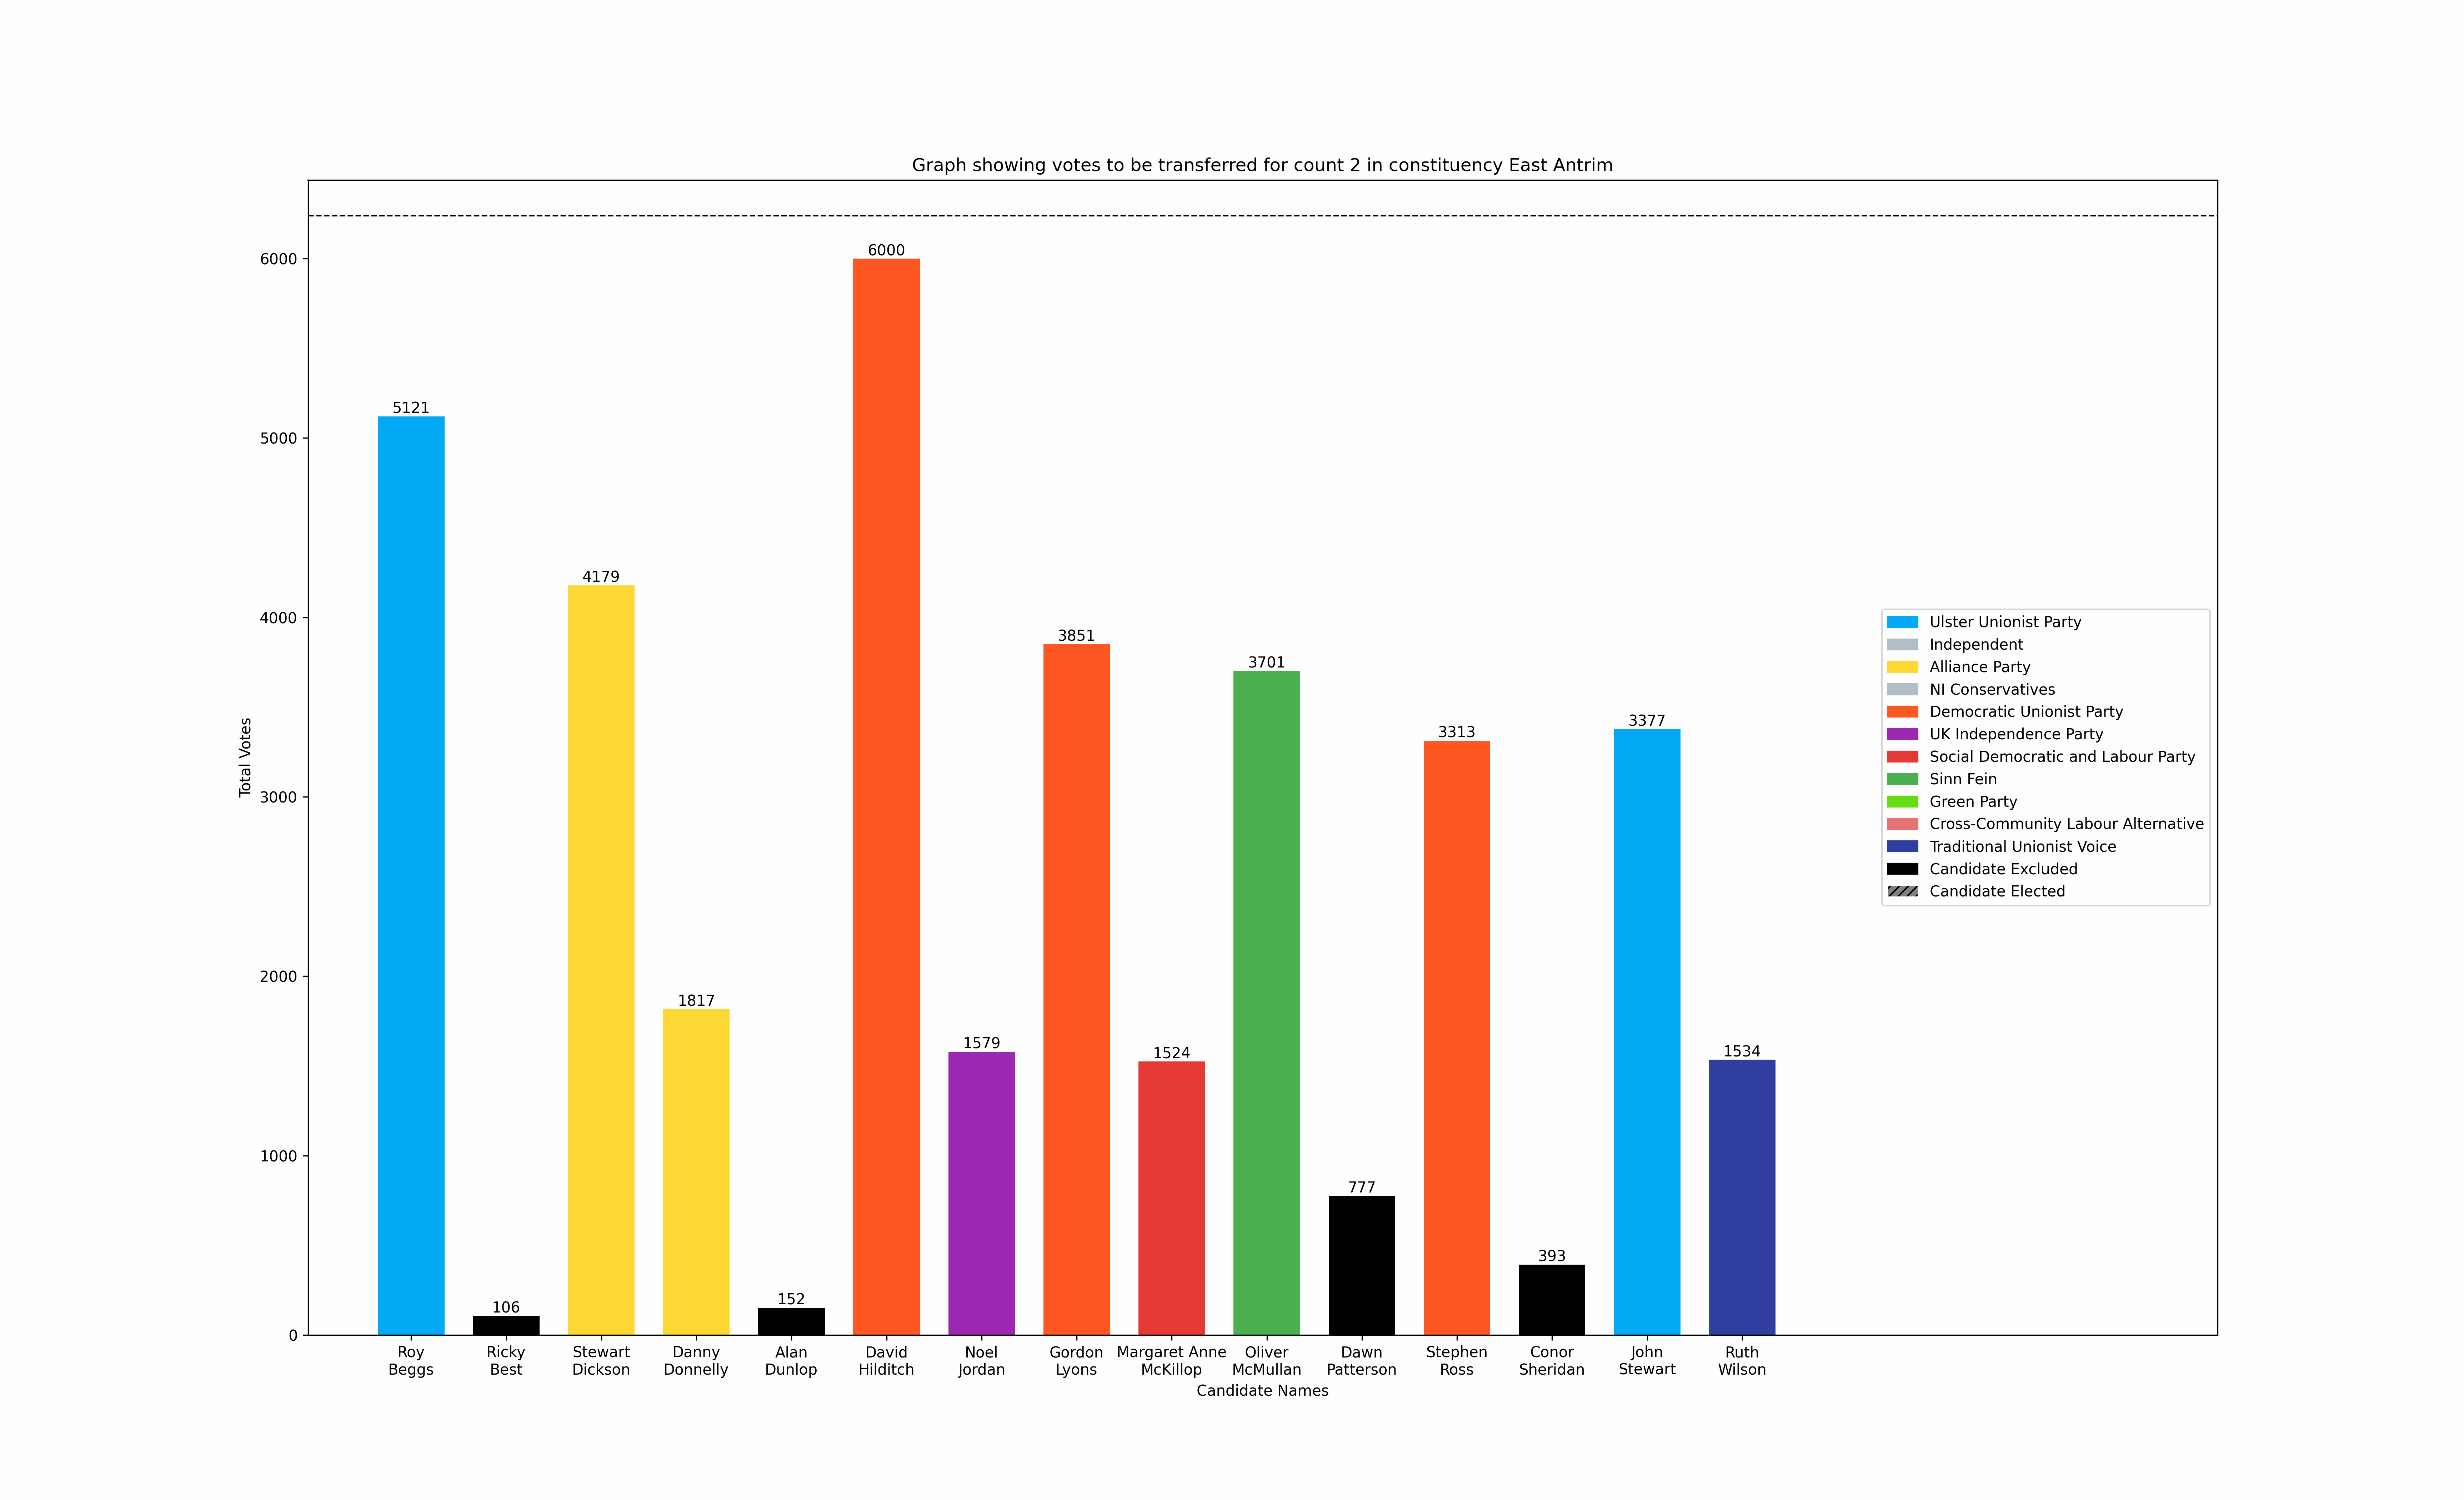 Graph showing votes to be transferred for count 2 in constituency East Antrim
Total Votes
6000
5000
4000
3000
2000
1000
0
5121
106
4179
1817
152
6000
1579
3851
1524
3701
777
3313
393
3377
1534
Roy
Beggs
Ricky
Best
Stewart
Dickson
Danny
Donnelly
Alan
Dunlop
David
Hilditch
Noel
Jordan
Gordon
Lyons
Margaret Anne
McKillop
Oliver
McMullan
Dawn
Patterson
Stephen
Ross
Conor
Sheridan
John
Stewart
Ruth
Wilson
Candidate Names
Ulster Unionist Party
Independent
Alliance Party
NI Conservatives
Democratic Unionist Party
UK Independence Party
Social Democratic and Labour Party
Sinn Fein
Green Party
Cross-Community Labour Alternative
Traditional Unionist Voice
Candidate Excluded
Candidate Elected